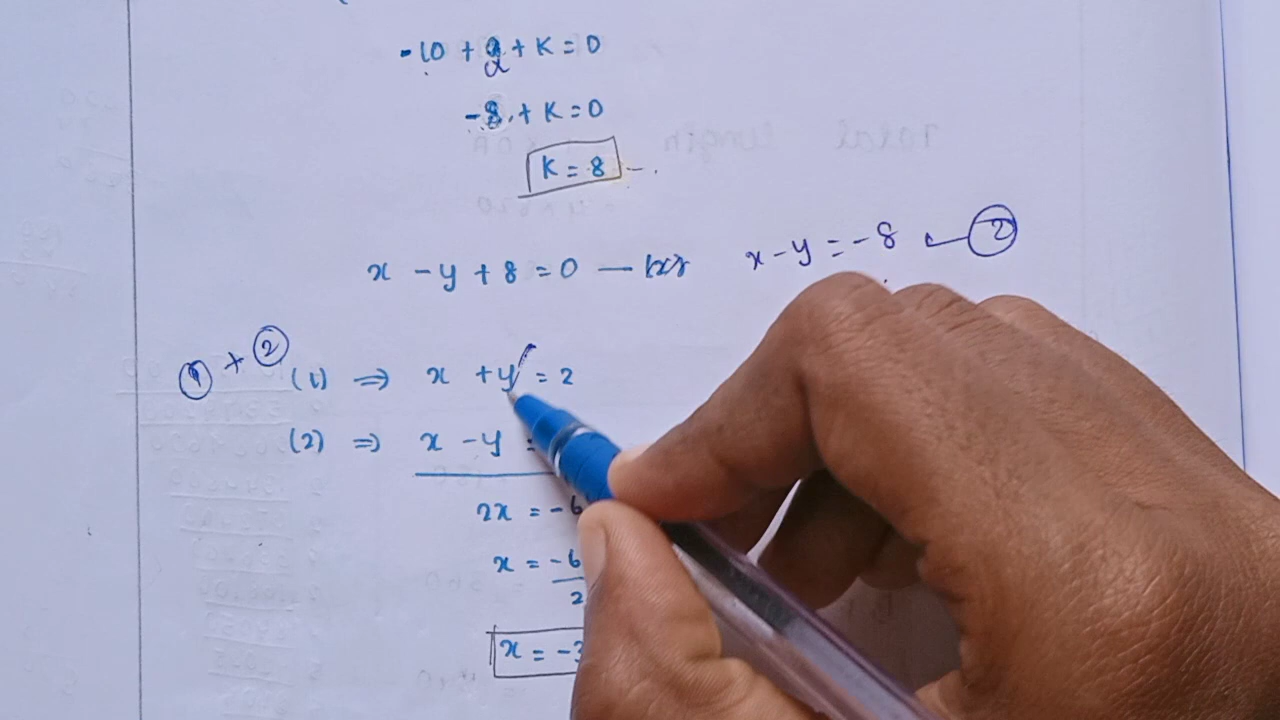 -10 + 2 + K = 0
-8 + K = 0
K = 8
x - y + 8 = 0 — x - y = -8 ②
① + ②
(1) ⇒ x + y = 2
(2) ⇒ x - y =
2x = -6
x = -6
2
x = -3